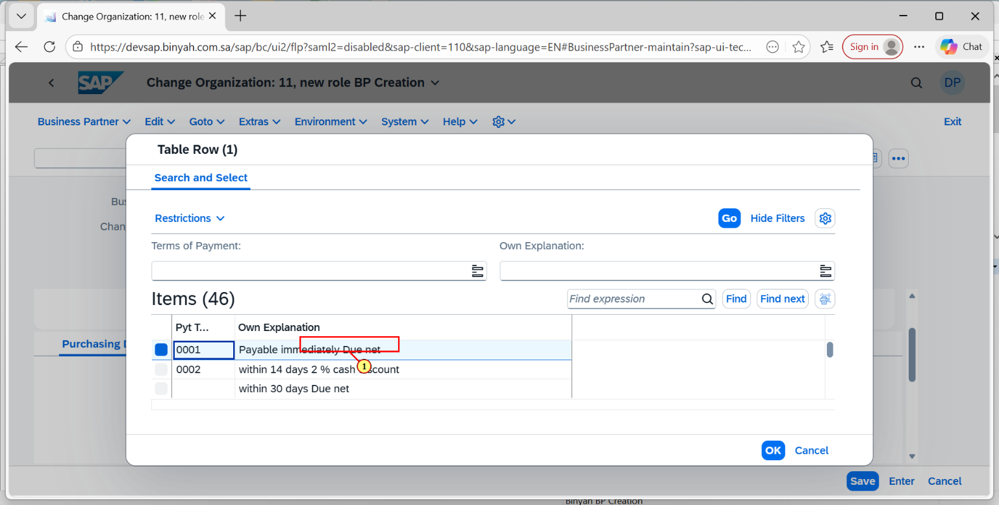 Change Organization: 11, new role
https://devsap.binyah.com.sa/sap/bc/ui2/flp?saml2=disabled&sap-client=110&sap-language=EN#BusinessPartner-maintain?sap-ui-tec...
Sign in
Chat
SAP
Change Organization: 11, new role BP Creation
DP
Business Partner
Edit
Goto
Extras
Environment
System
Help
Exit
Table Row (1)
Search and Select
Bus
Restrictions
Go
Hide Filters
Chan
Terms of Payment:
Own Explanation:
Items (46)
Find expression
Find
Find next
Pyt T...
Own Explanation
Purchasing
0001
Payable immediately Due net
1
0002
within 14 days 2 % cash discount
within 30 days Due net
OK
Cancel
Save
Enter
Cancel
Binyah BP Creation